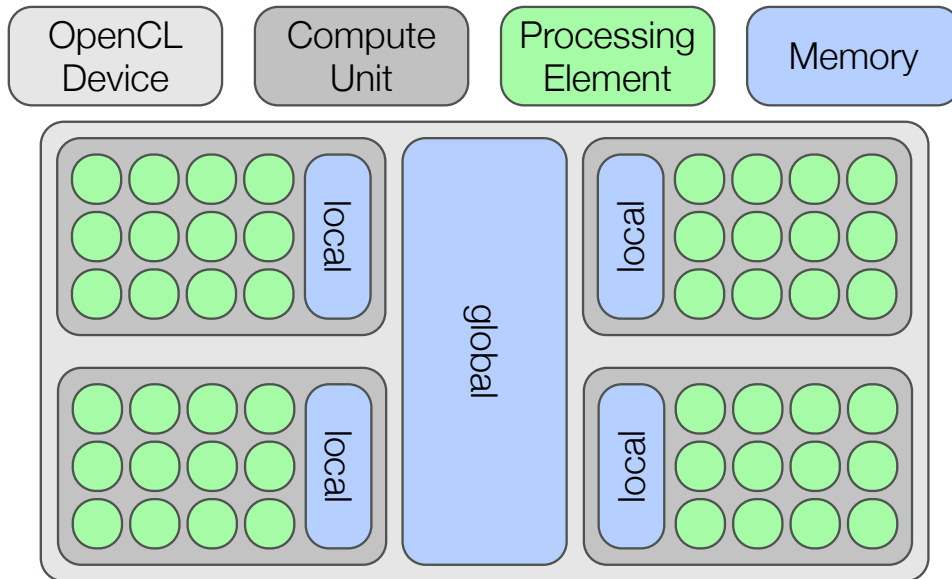 OpenCL
Device
Compute
Unit
Processing
Element
Memory
local
global
local
local
local